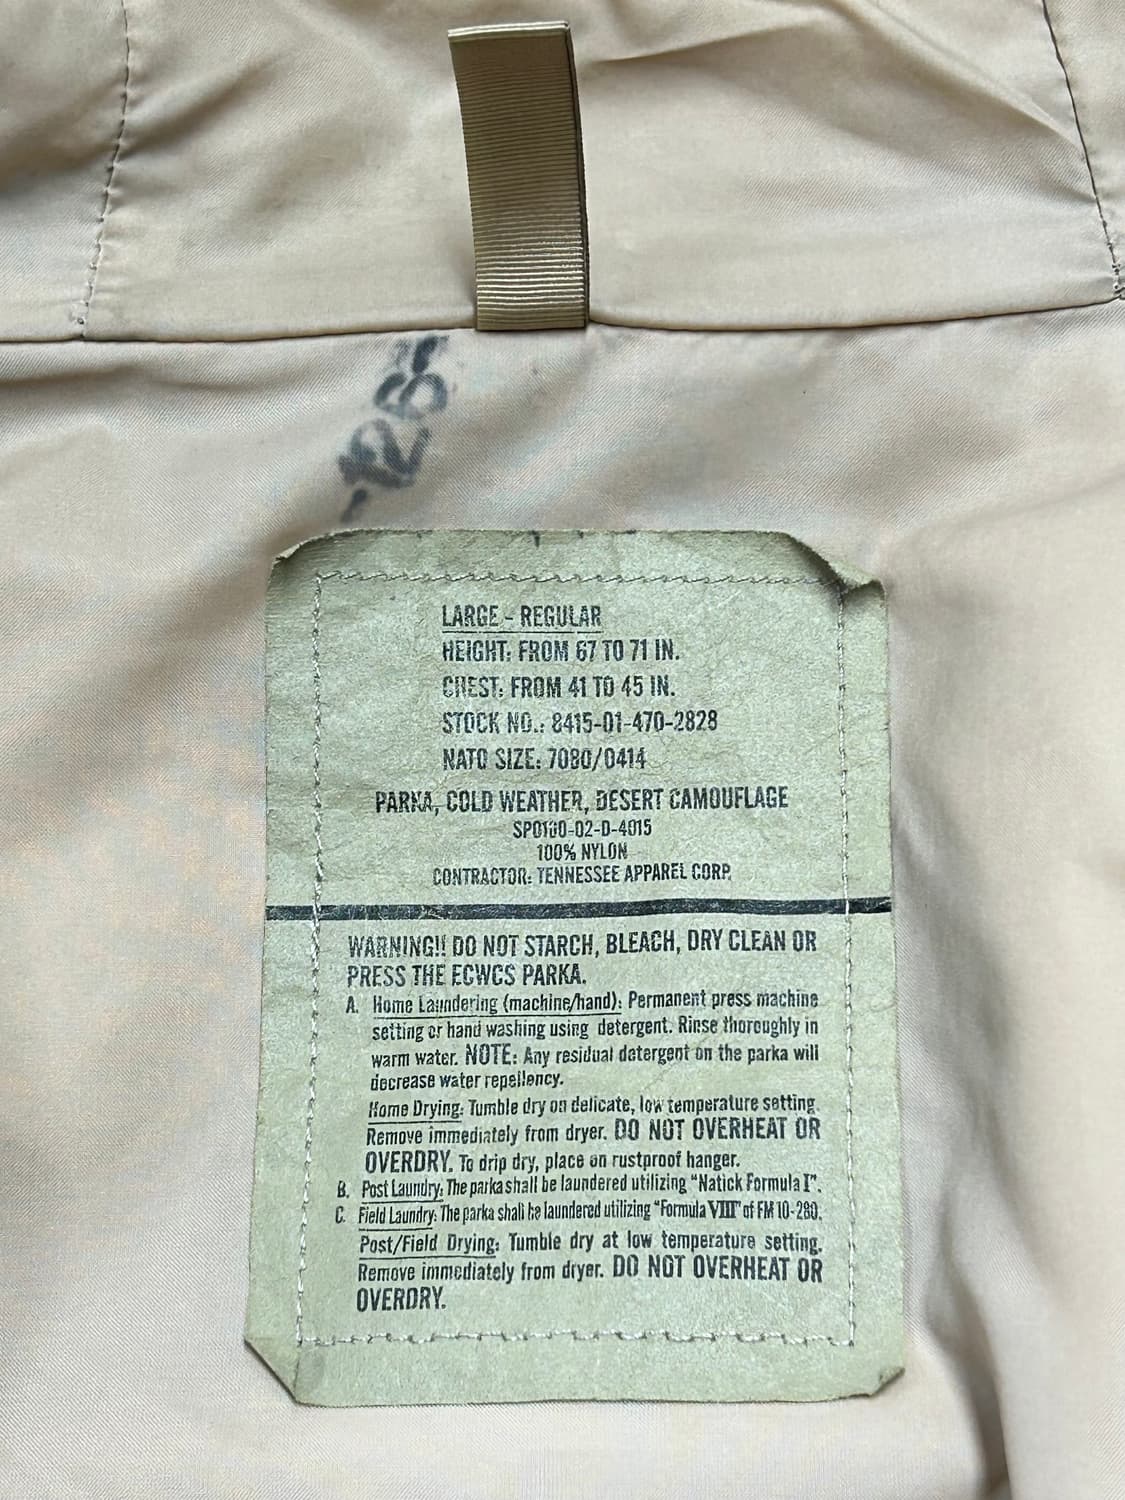 28
LARGE - REGULAR
HEIGHT: FROM 67 TO 71 IN.
CHEST: FROM 41 TO 45 IN.
STOCK NO.: 8415-01-470-2828
NATO SIZE: 7080/0414
PARKA, COLD WEATHER, DESERT CAMOUFLAGE
SP0100-02-D-4015
100% NYLON
CONTRACTOR: TENNESSEE APPAREL CORP.
WARNING!! DO NOT STARCH, BLEACH, DRY CLEAN OR
PRESS THE ECWCS PARKA.
A. Home Laundering (machine/hand): Permanent press machine
setting or hand washing using detergent. Rinse thoroughly in
warm water. NOTE: Any residual detergent on the parka will
decrease water repellency.
Home Drying: Tumble dry on delicate, low temperature setting.
Remove immediately from dryer. DO NOT OVERHEAT OR
OVERDRY. To drip dry, place on rustproof hanger.
B. Post Laundry: The parka shall be laundered utilizing "Natick Formula I".
C. Field Laundry: The parka shall be laundered utilizing "Formula VIII" of FM 10-280.
Post/Field Drying: Tumble dry at low temperature setting.
Remove immediately from dryer. DO NOT OVERHEAT OR
OVERDRY.